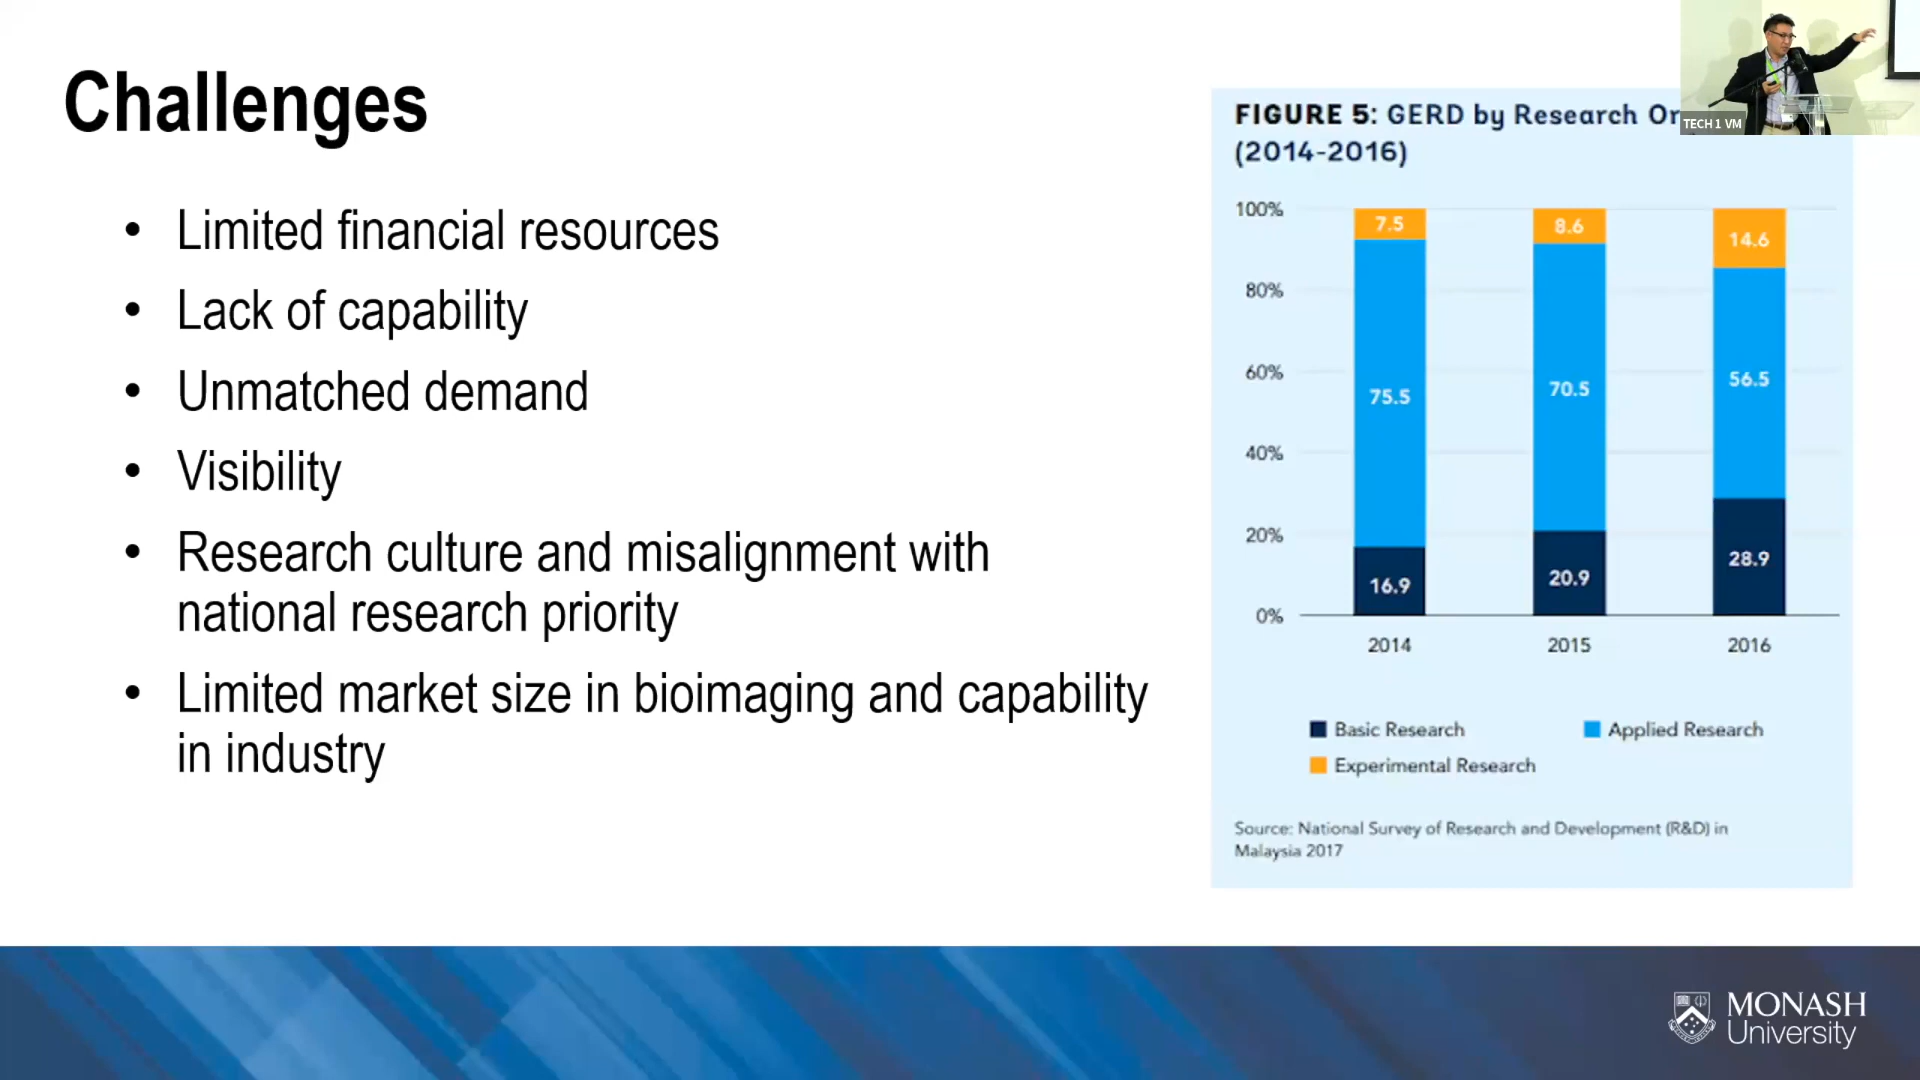 Challenges
• Limited financial resources
• Lack of capability
• Unmatched demand
• Visibility
• Research culture and misalignment with
national research priority
• Limited market size in bioimaging and capability
in industry
FIGURE 5: GERD by Research
(2014-2016)
100%
80%
60%
40%
20%
0%
7.5
75.5
16.9
8.6
70.5
20.9
14.6
56.5
28.9
2014 2015 2016
Basic Research Applied Research
Experimental Research
Source: National Survey of Research and Development (R&D) in
Malaysia 2017
TECH 1 VM
MONASH
University